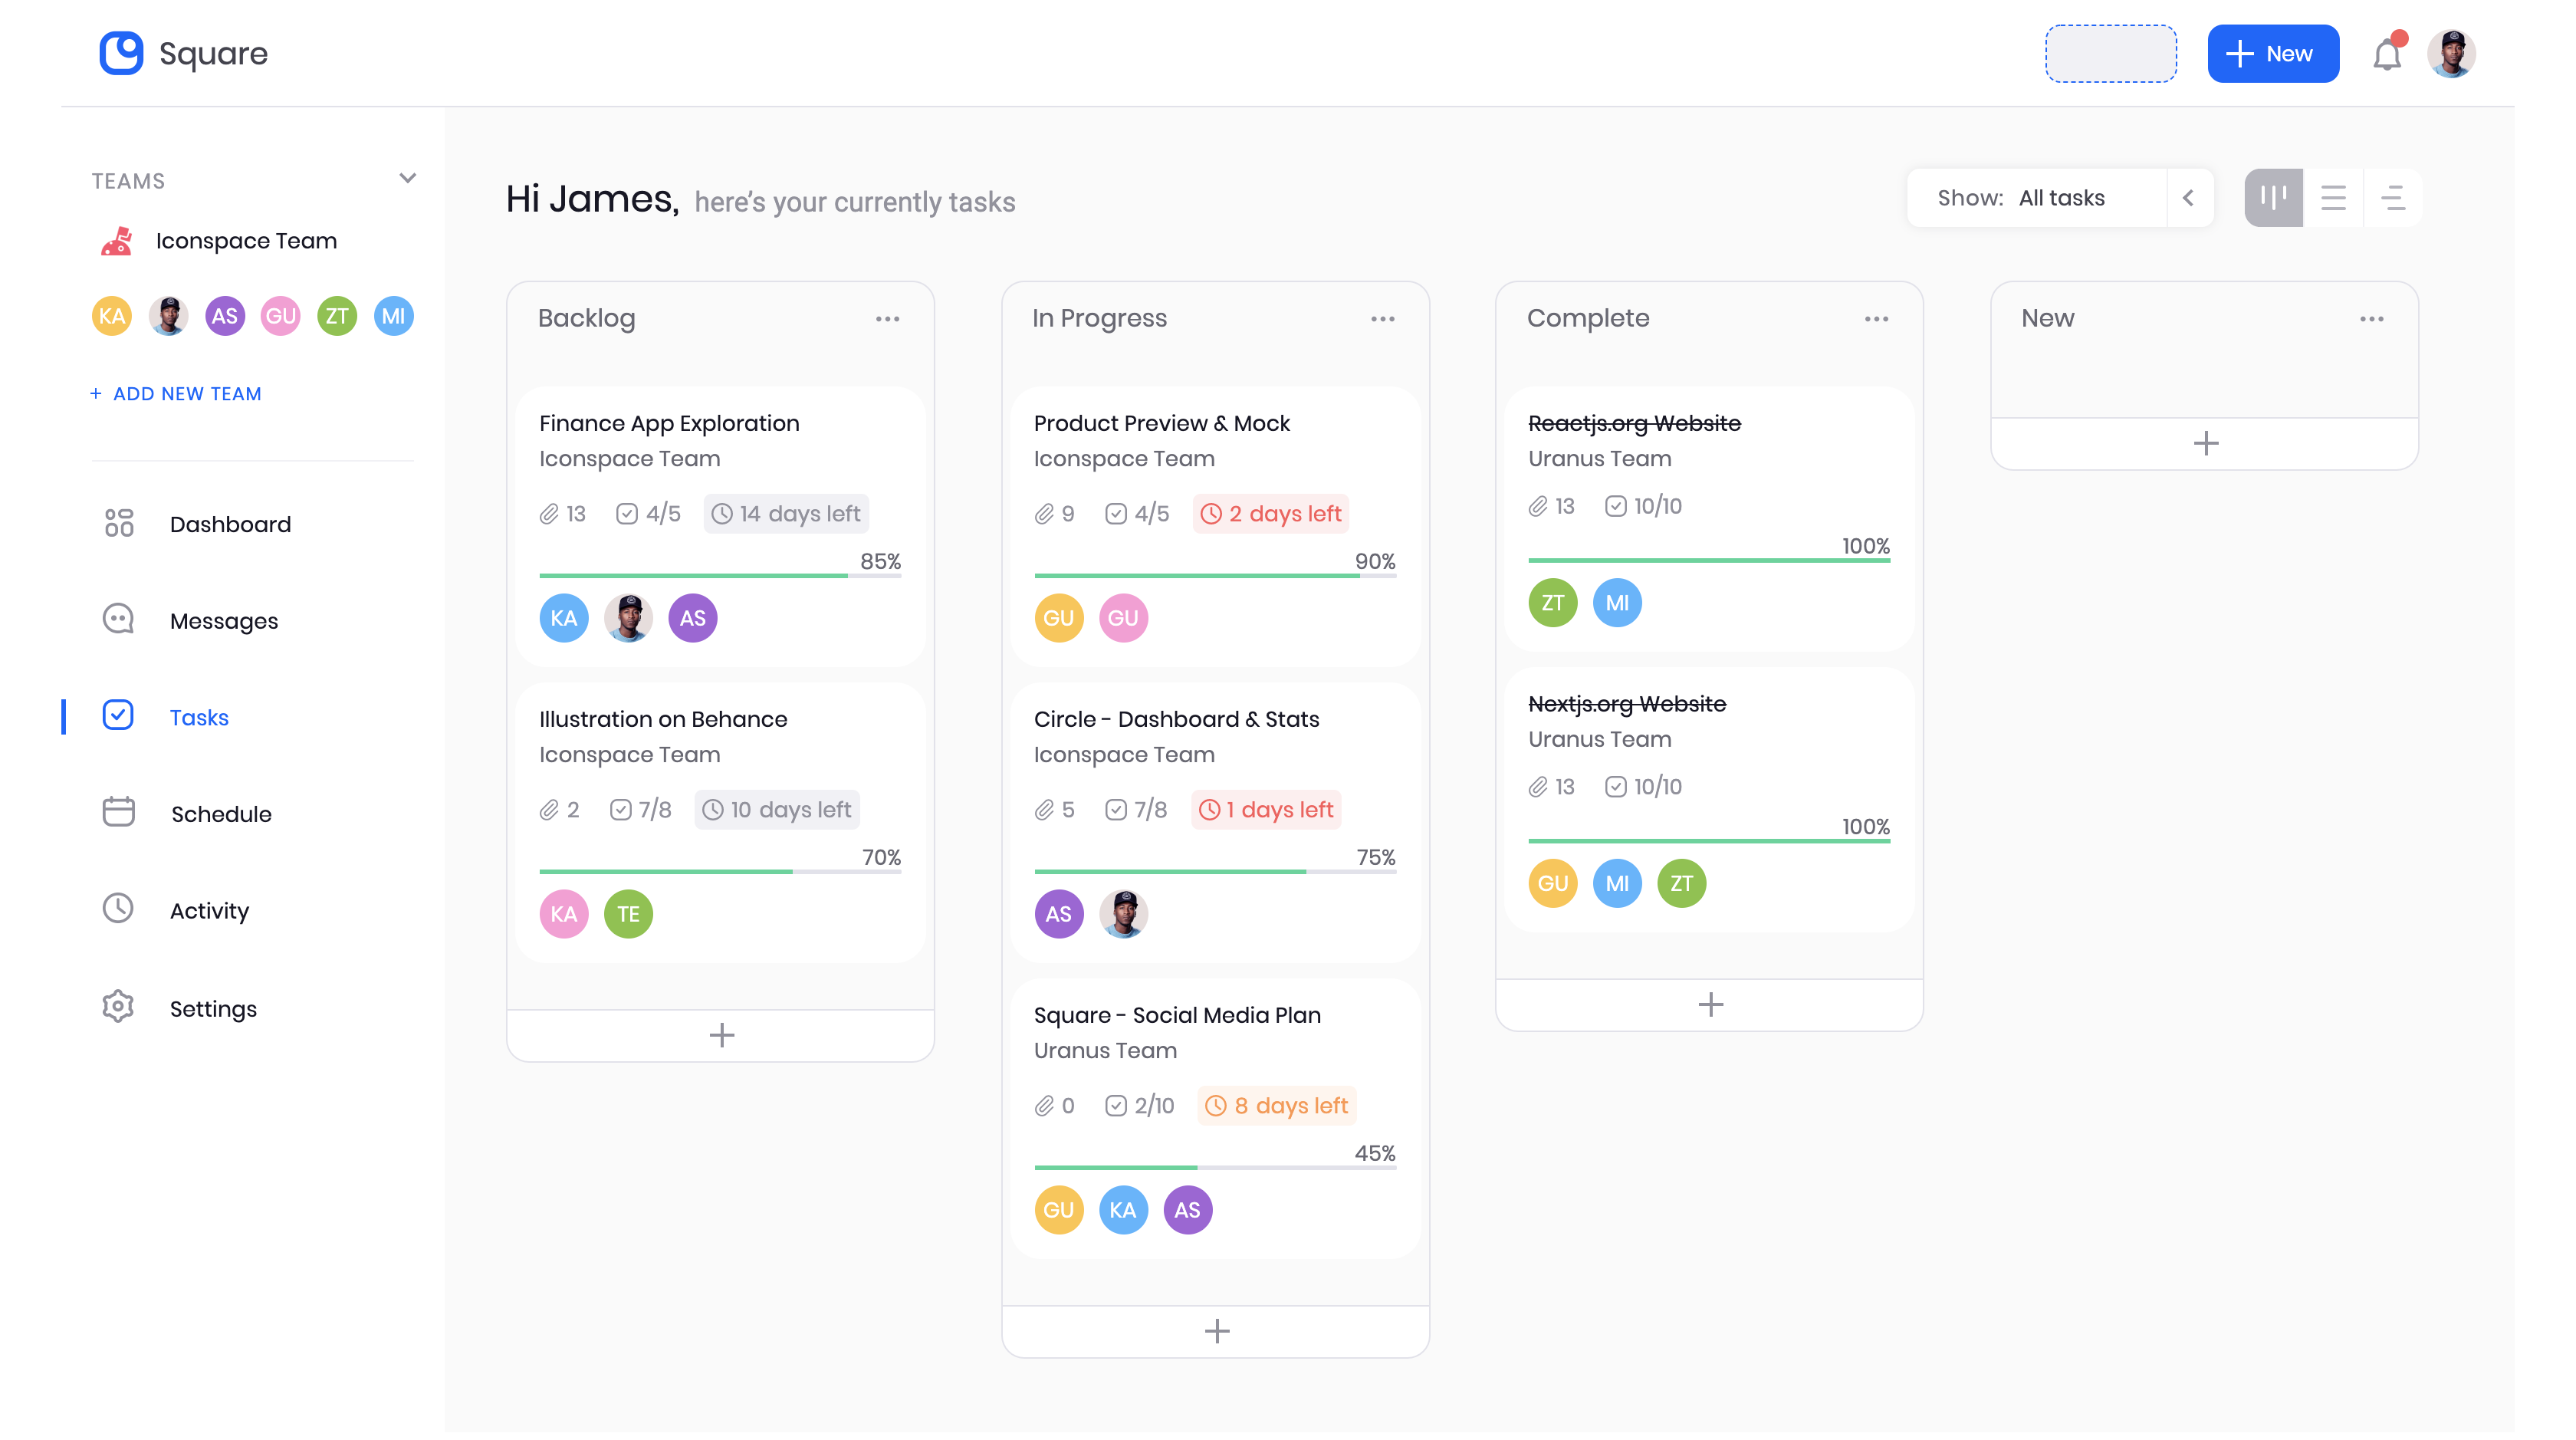 Square
New
TEAMS
Iconspace Team
KA AS GU ZT MI
+ ADD NEW TEAM
Dashboard
Messages
Tasks
Schedule
Activity
Settings
Hi James, here's your currently tasks
Show: All tasks
Backlog
Finance App Exploration
Iconspace Team
13 4/5 14 days left
85%
KA AS
Illustration on Behance
Iconspace Team
2 7/8 10 days left
70%
KA TE
In Progress
Product Preview & Mock
Iconspace Team
9 4/5 2 days left
90%
GU GU
Circle - Dashboard & Stats
Iconspace Team
5 7/8 1 days left
75%
AS
Square - Social Media Plan
Uranus Team
0 2/10 8 days left
45%
GU KA AS
Complete
Reactjs.org Website
Uranus Team
13 10/10
100%
ZT MI
Nextjs.org Website
Uranus Team
13 10/10
100%
GU MI ZT
New